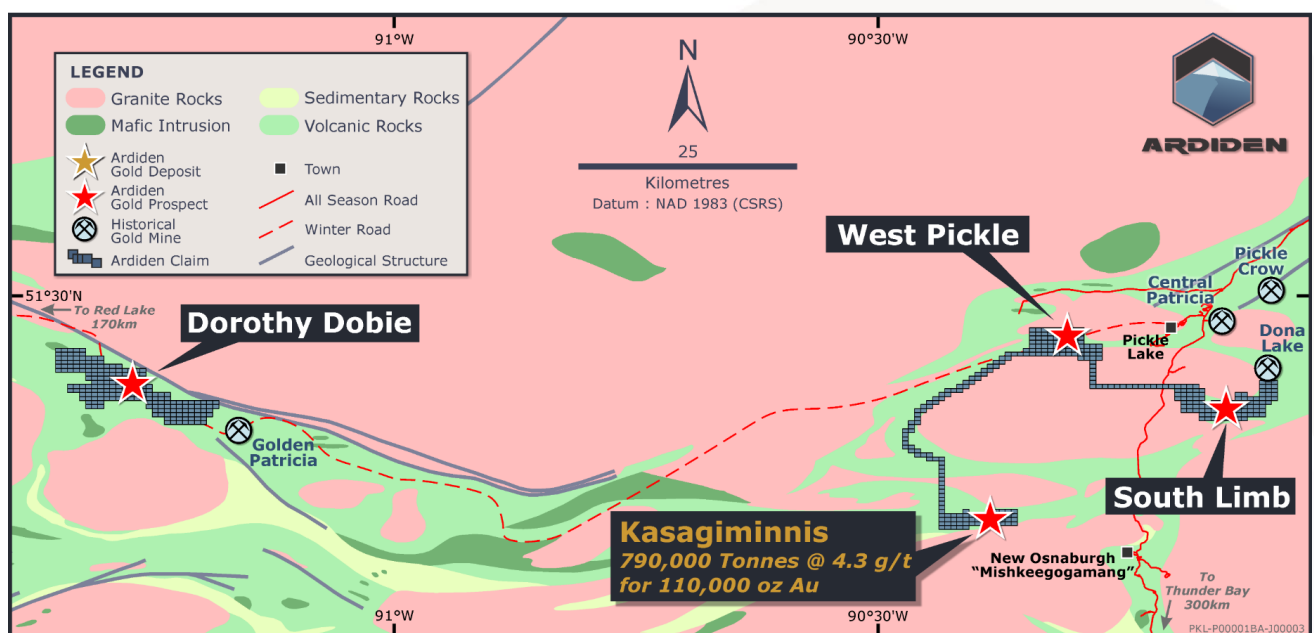 91°W
90°30'W
LEGEND
Granite Rocks
Sedimentary Rocks
Mafic Intrusion
Volcanic Rocks
Ardiden
Gold Deposit
Town
Ardiden
Gold Prospect
All Season Road
Historical
Gold Mine
Winter Road
Ardiden Claim
Geological Structure
N
25
Kilometres
Datum : NAD 1983 (CSRS)
ARDIDEN
West Pickle
Pickle
Crow
Central
Patricia
Dona
Lake
Pickle
Lake
51°30'N
To Red Lake
170km
Dorothy Dobie
Golden
Patricia
South Limb
Kasagiminnis
790,000 Tonnes @ 4.3 g/t
for 110,000 oz Au
New Osnaburgh
"Mishkeegogamang"
To
Thunder Bay
300km
91°W
90°30'W
PKL-P00001BA-J00003